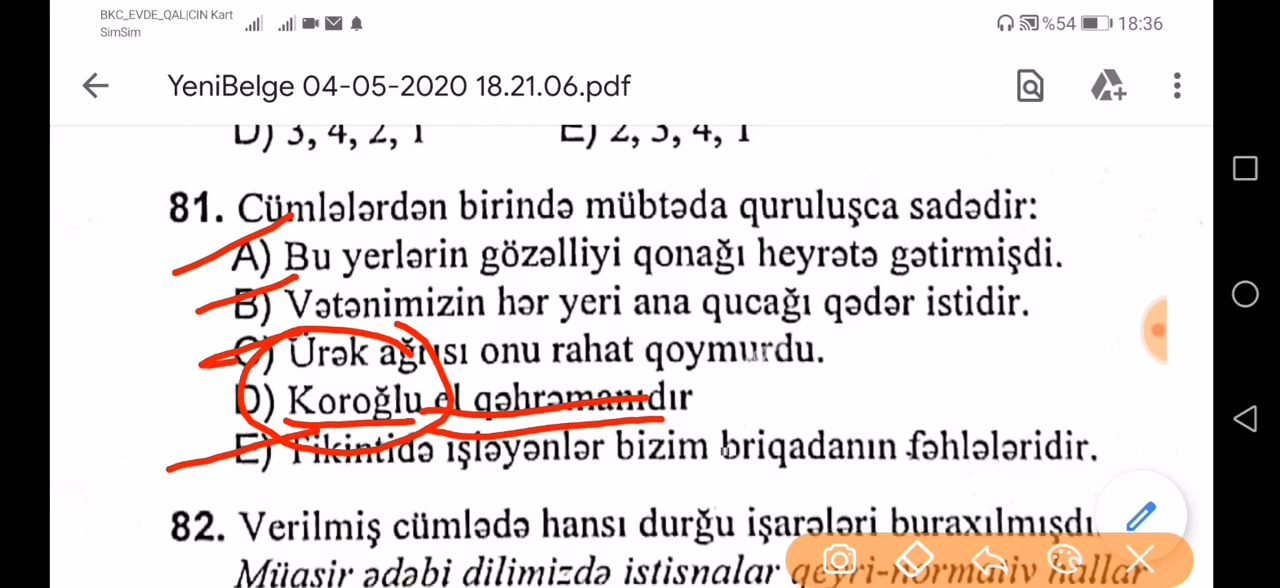 BKC_EVDE_QAL|CIN Kart
SimSim
%54 18:36
YeniBelge 04-05-2020 18.21.06.pdf
D) 3, 4, 2, 1 E) 2, 3, 4, 1
81. Cümlələrdən birində mübtəda quruluşca sadədir:
A) Bu yerlərin gözəlliyi qonağı heyrətə gətirmişdi.
B) Vətənimizin hər yeri ana qucağı qədər istidir.
C) Ürək ağrısı onu rahat qoymurdu.
D) Koroğlu el qəhrəmanıdır
E) Tikintidə işləyənlər bizim briqadanın fəhlələridir.
82. Verilmiş cümlədə hansı durğu işarələri buraxılmışdı
Müasir ədəbi dilimizdə istisnalar qeyri-normativ hallar